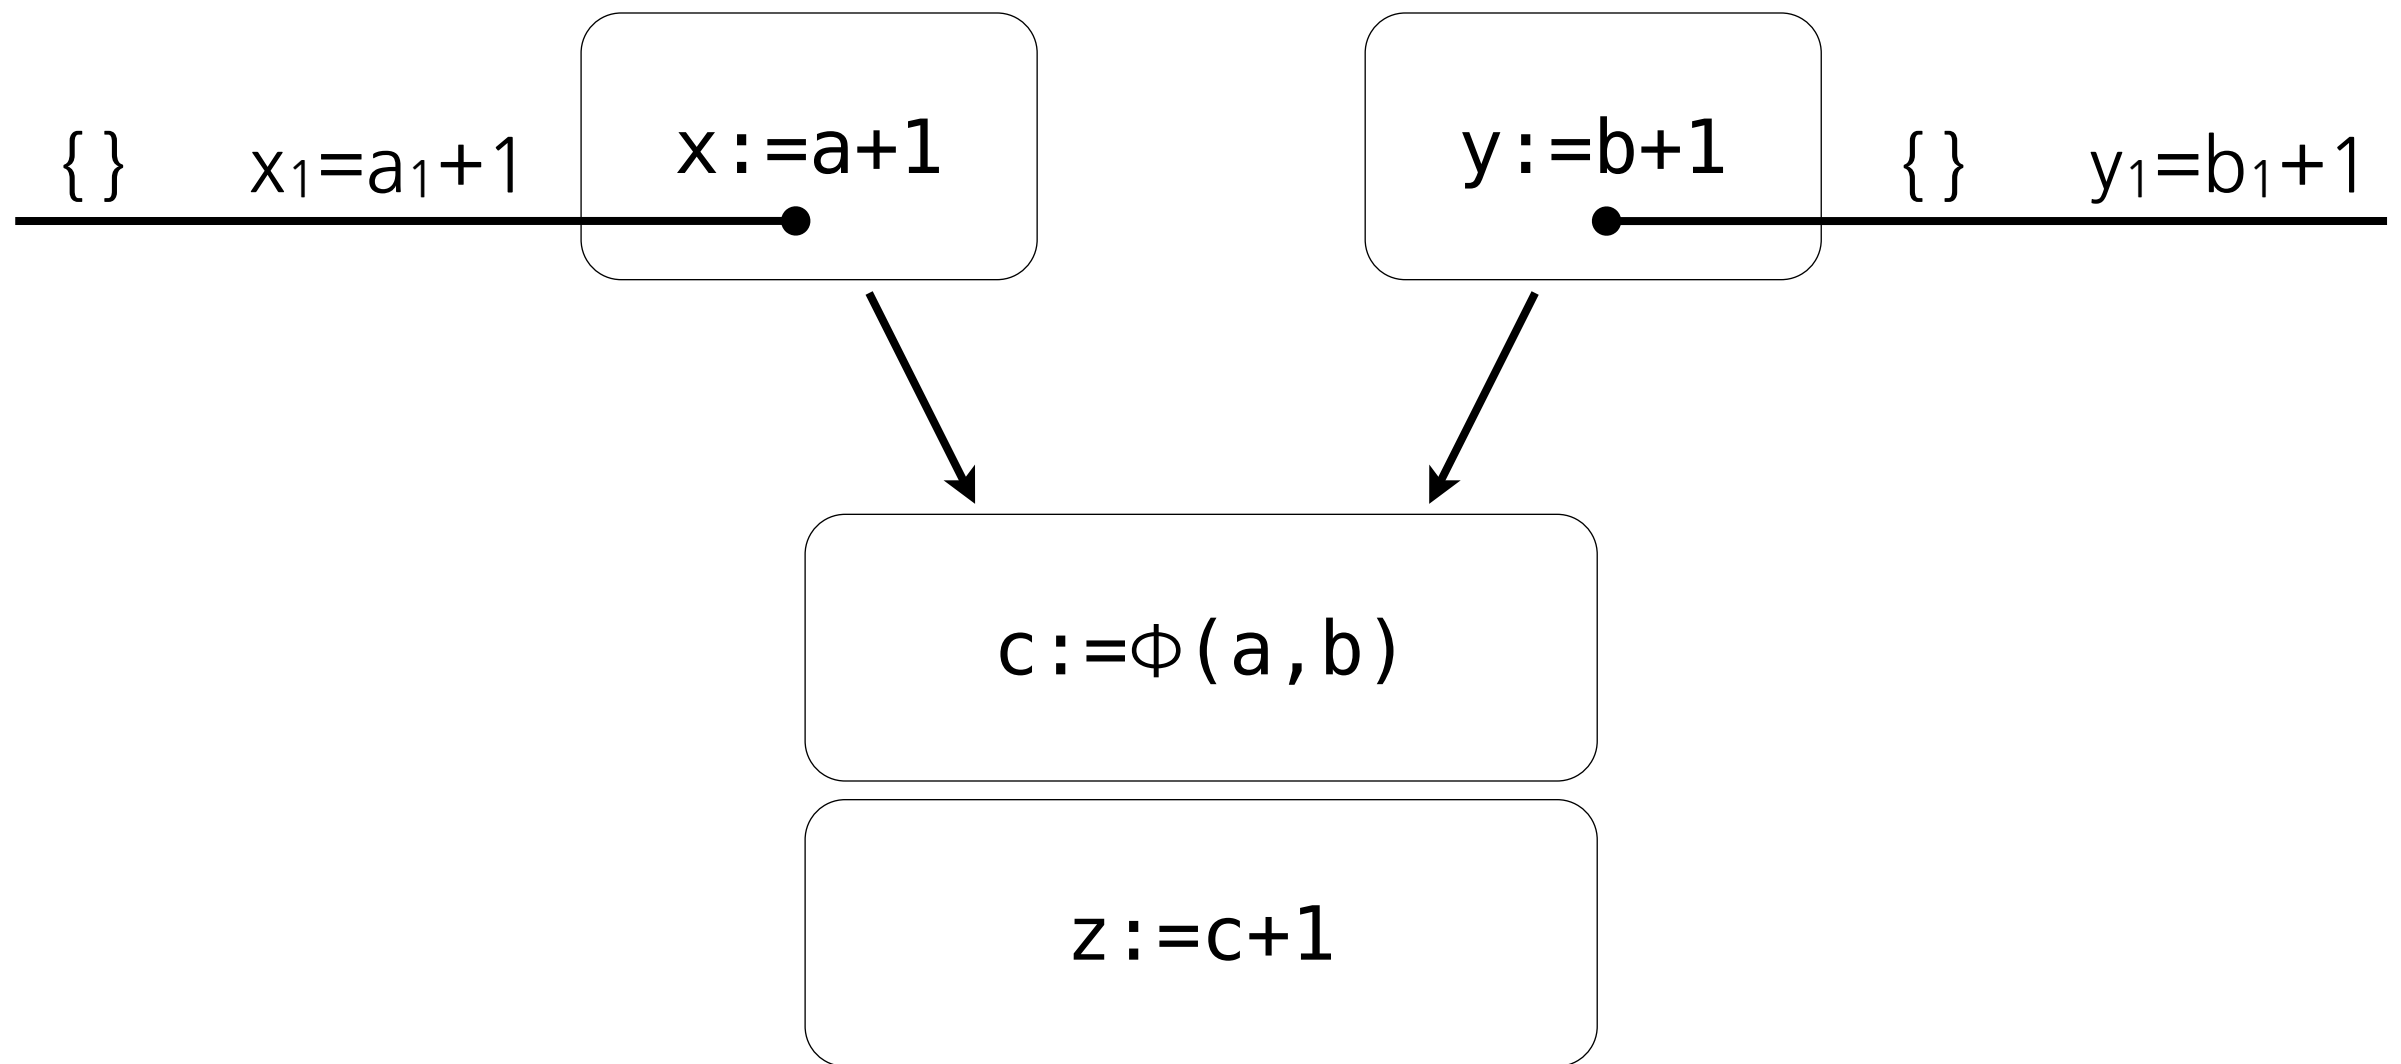 {} x₁=a₁+1 x:=a+1 y:=b+1 {} y₁=b₁+1
c:=Φ(a,b)
z:=c+1